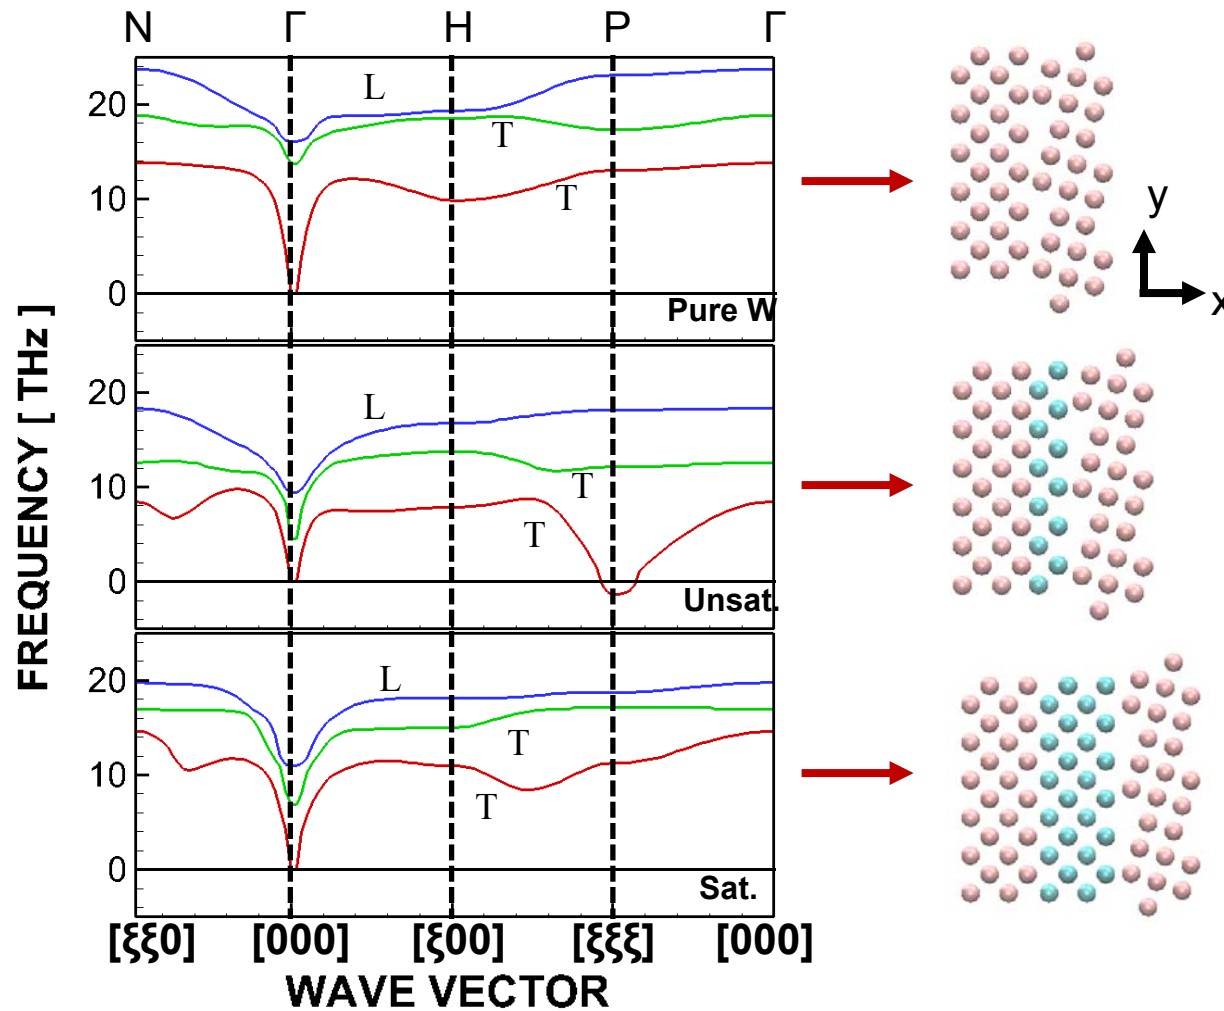 N Γ H P Γ
FREQUENCY [ THz ]
20
10
0
L
T
T
Pure W
y
x
20
10
0
L
T
T
Unsat.
20
10
0
L
T
T
Sat.
[ξξ0] [000] [ξ00] [ξξξ] [000]
WAVE VECTOR